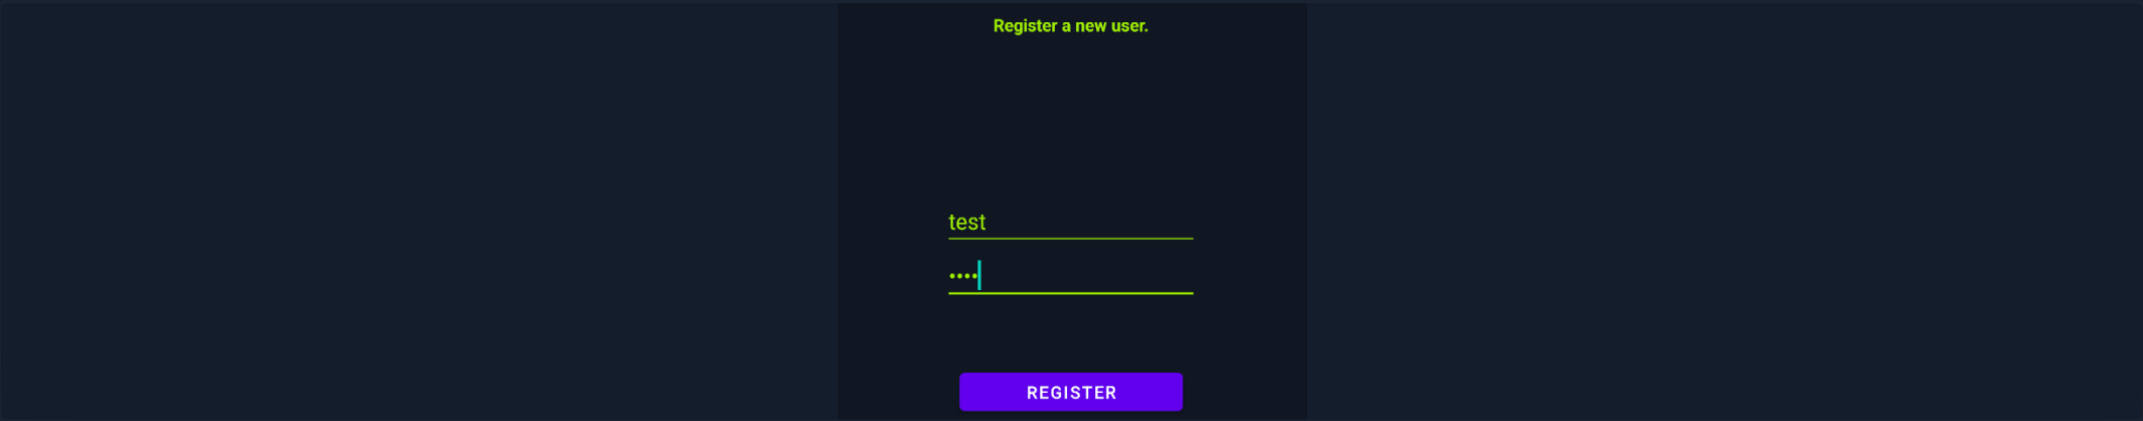 Register a new user.
test
••••
REGISTER